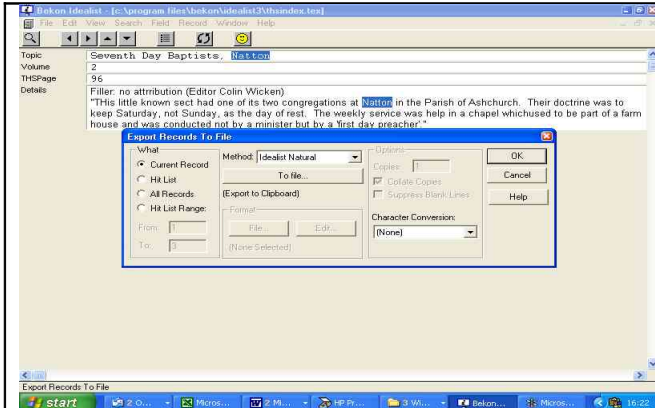 Bekon Idealist - [c:\program files\bekon\idealist3\thsindex.tex]
File Edit View Search Field Record Window Help
Topic Seventh Day Baptists, Natton
Volume 2
THSPage 96
Details Filler: no attribution (Editor Colin Wicken)
"THis little known sect had one of its two congregations at Natton in the Parish of Ashchurch. Their doctrine was to
keep Saturday, not Sunday, as the day of rest. The weekly service was help in a chapel whichused to be part of a farm
house and was conducted not by a minister but by a 'first day preacher'."
Export Records To File
What
Current Record
Hit List
All Records
Hit List Range:
From: 1
To: 3
Method: Idealist Natural
To file...
(Export to Clipboard)
Format
File... Edit...
(None Selected)
Options
Copies: 1
Collate Copies
Suppress Blank Lines
Character Conversion:
(None)
OK
Cancel
Help
Export Records To File
start 2 O... Micros... 2 Mi... HP Pr... 3 Wi... Bekon... Micros... 16:22